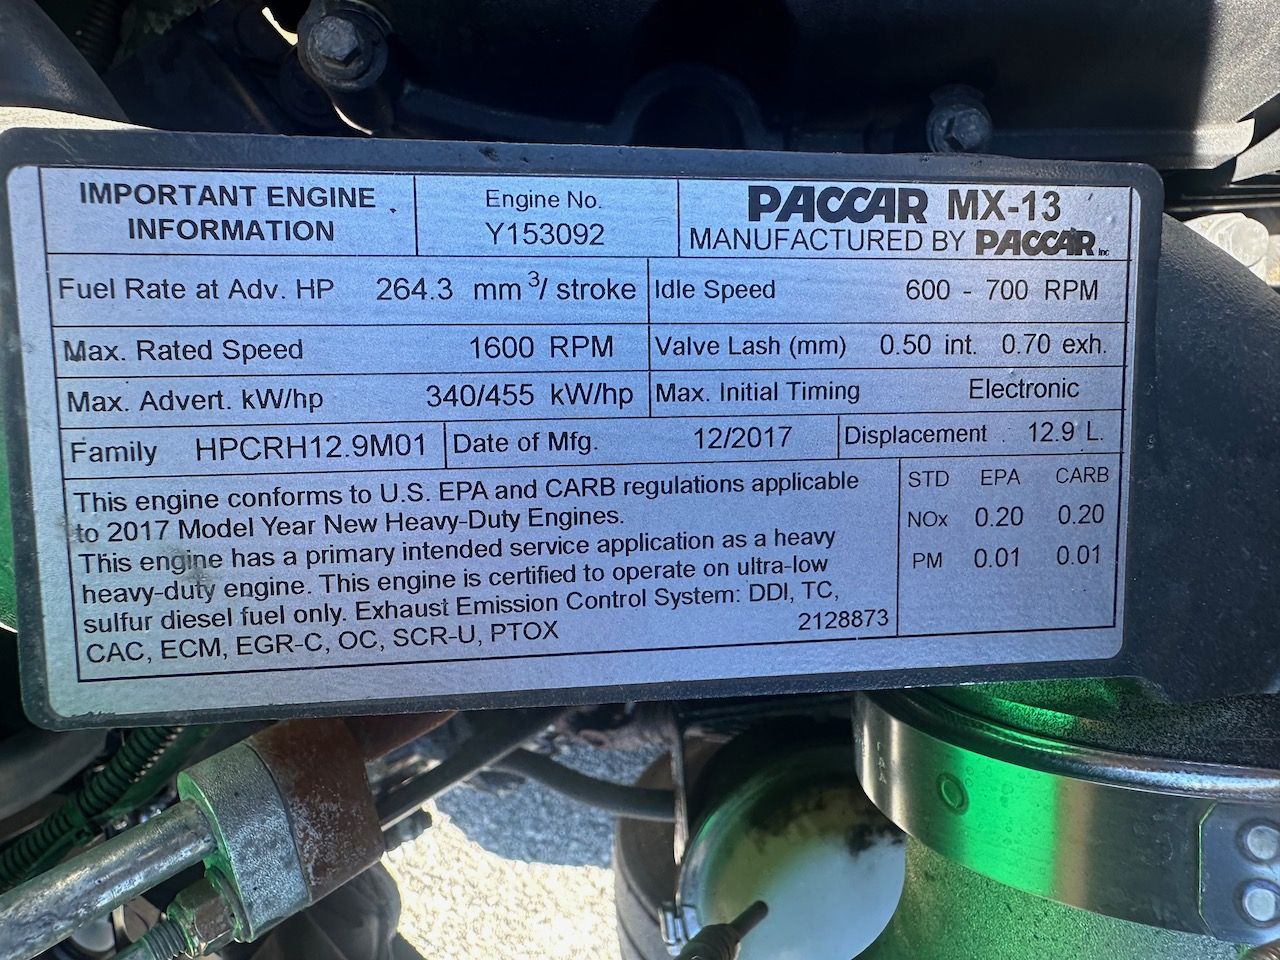 IMPORTANT ENGINE
INFORMATION
Engine No.
Y153092
PACCAR MX-13
MANUFACTURED BY PACCAR Inc
Fuel Rate at Adv. HP 264.3 mm³/ stroke
Idle Speed 600 - 700 RPM
Max. Rated Speed 1600 RPM
Valve Lash (mm) 0.50 int. 0.70 exh.
Max. Advert. kW/hp 340/455 kW/hp
Max. Initial Timing Electronic
Family HPCRH12.9M01
Date of Mfg. 12/2017
Displacement 12.9 L.
This engine conforms to U.S. EPA and CARB regulations applicable
to 2017 Model Year New Heavy-Duty Engines.
This engine has a primary intended service application as a heavy
heavy-duty engine. This engine is certified to operate on ultra-low
sulfur diesel fuel only. Exhaust Emission Control System: DDI, TC,
CAC, ECM, EGR-C, OC, SCR-U, PTOX
2128873
STD EPA CARB
NOx 0.20 0.20
PM 0.01 0.01